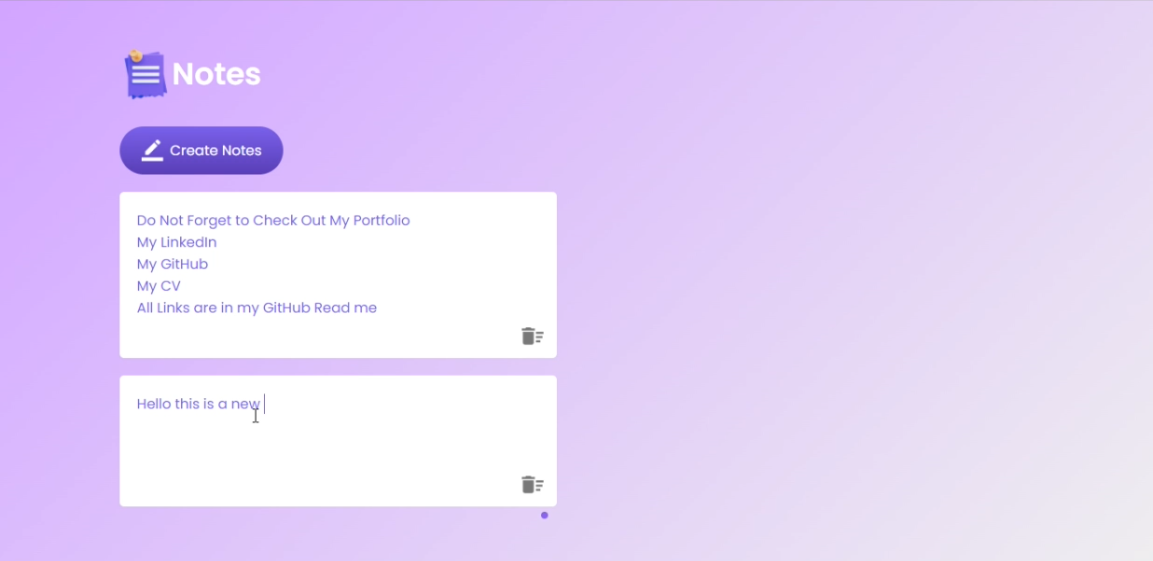 Notes
Create Notes
Do Not Forget to Check Out My Portfolio
My LinkedIn
My GitHub
My CV
All Links are in my GitHub Read me
Hello this is a new